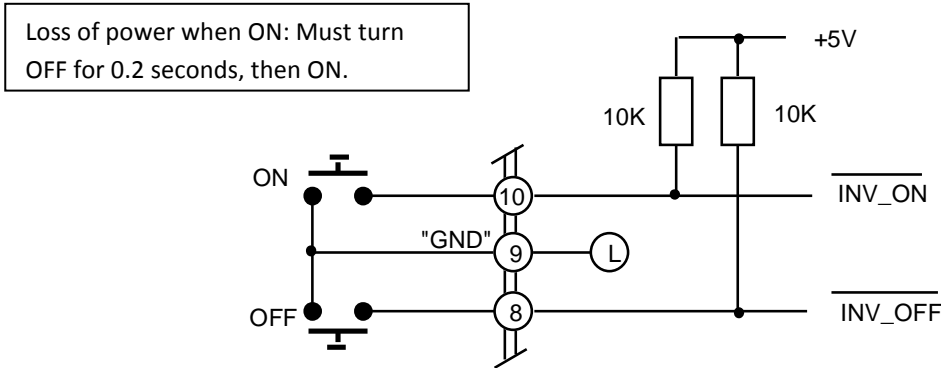 Loss of power when ON: Must turn
OFF for 0.2 seconds, then ON.
+5V
10K
10K
ON
10
INV_ON
"GND"
9
L
OFF
8
INV_OFF